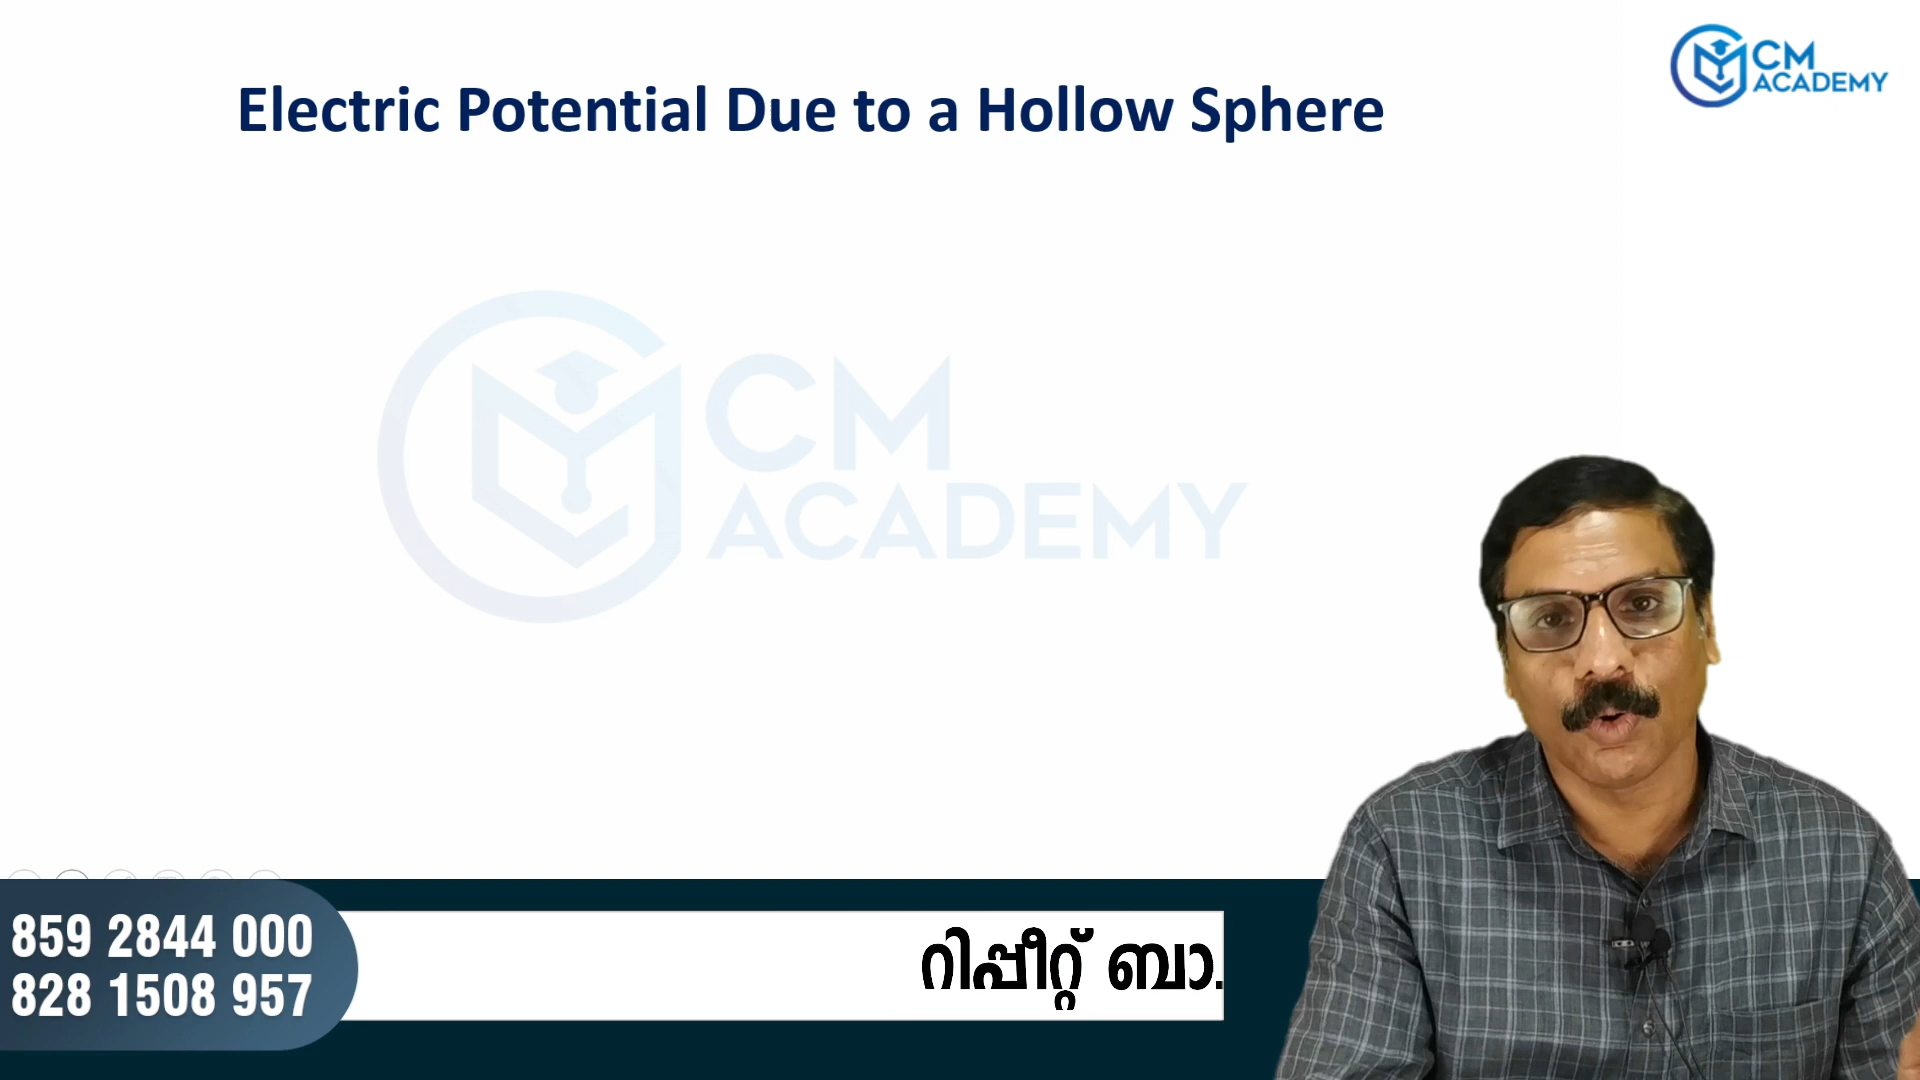 Electric Potential Due to a Hollow Sphere
CM
ACADEMY
CM
ACADEMY
859 2844 000
828 1508 957
റിപ്പീറ്റ് ബാ